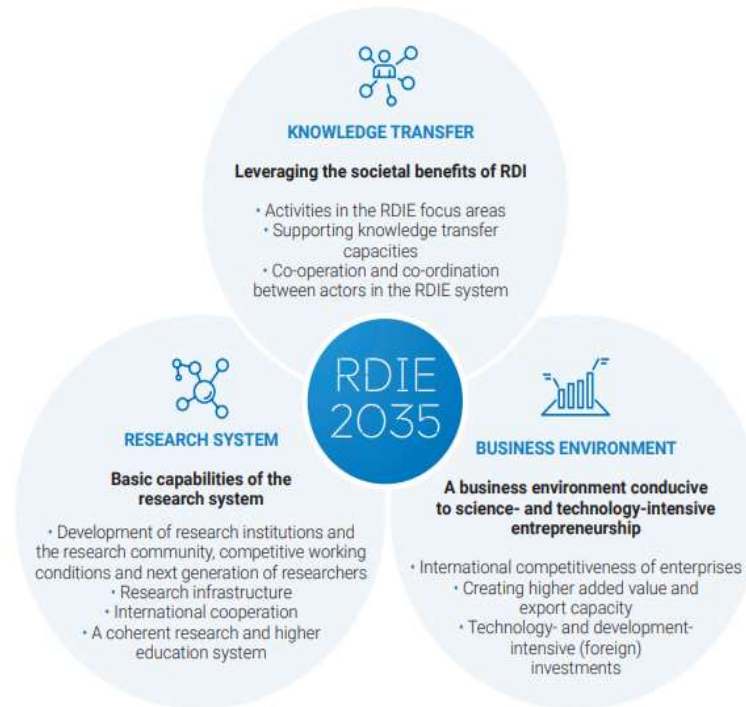 KNOWLEDGE TRANSFER
Leveraging the societal benefits of RDI
• Activities in the RDIE focus areas
• Supporting knowledge transfer
capacities
• Co-operation and co-ordination
between actors in the RDIE system
RDIE
2035
RESEARCH SYSTEM
Basic capabilities of the
research system
• Development of research institutions and
the research community, competitive working
conditions and next generation of researchers
• Research infrastructure
• International cooperation
• A coherent research and higher
education system
BUSINESS ENVIRONMENT
A business environment conducive
to science- and technology-intensive
entrepreneurship
• International competitiveness of enterprises
• Creating higher added value and
export capacity
• Technology- and development-
intensive (foreign)
investments